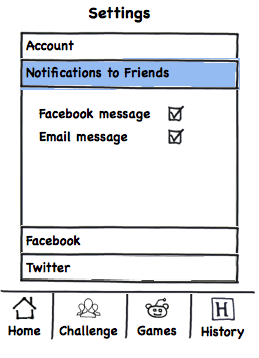 Settings
Account
Notifications to Friends
Facebook message
Email message
Facebook
Twitter
H
Home Challenge Games History